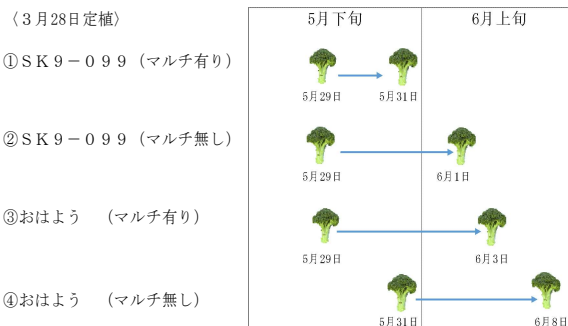 〈３月28日定植〉
5月下旬 6月上旬
①ＳＫ９－０９９（マルチ有り）
5月29日 5月31日
②ＳＫ９－０９９（マルチ無し）
5月29日 6月1日
③おはよう （マルチ有り）
5月29日 6月3日
④おはよう （マルチ無し）
5月31日 6月8日